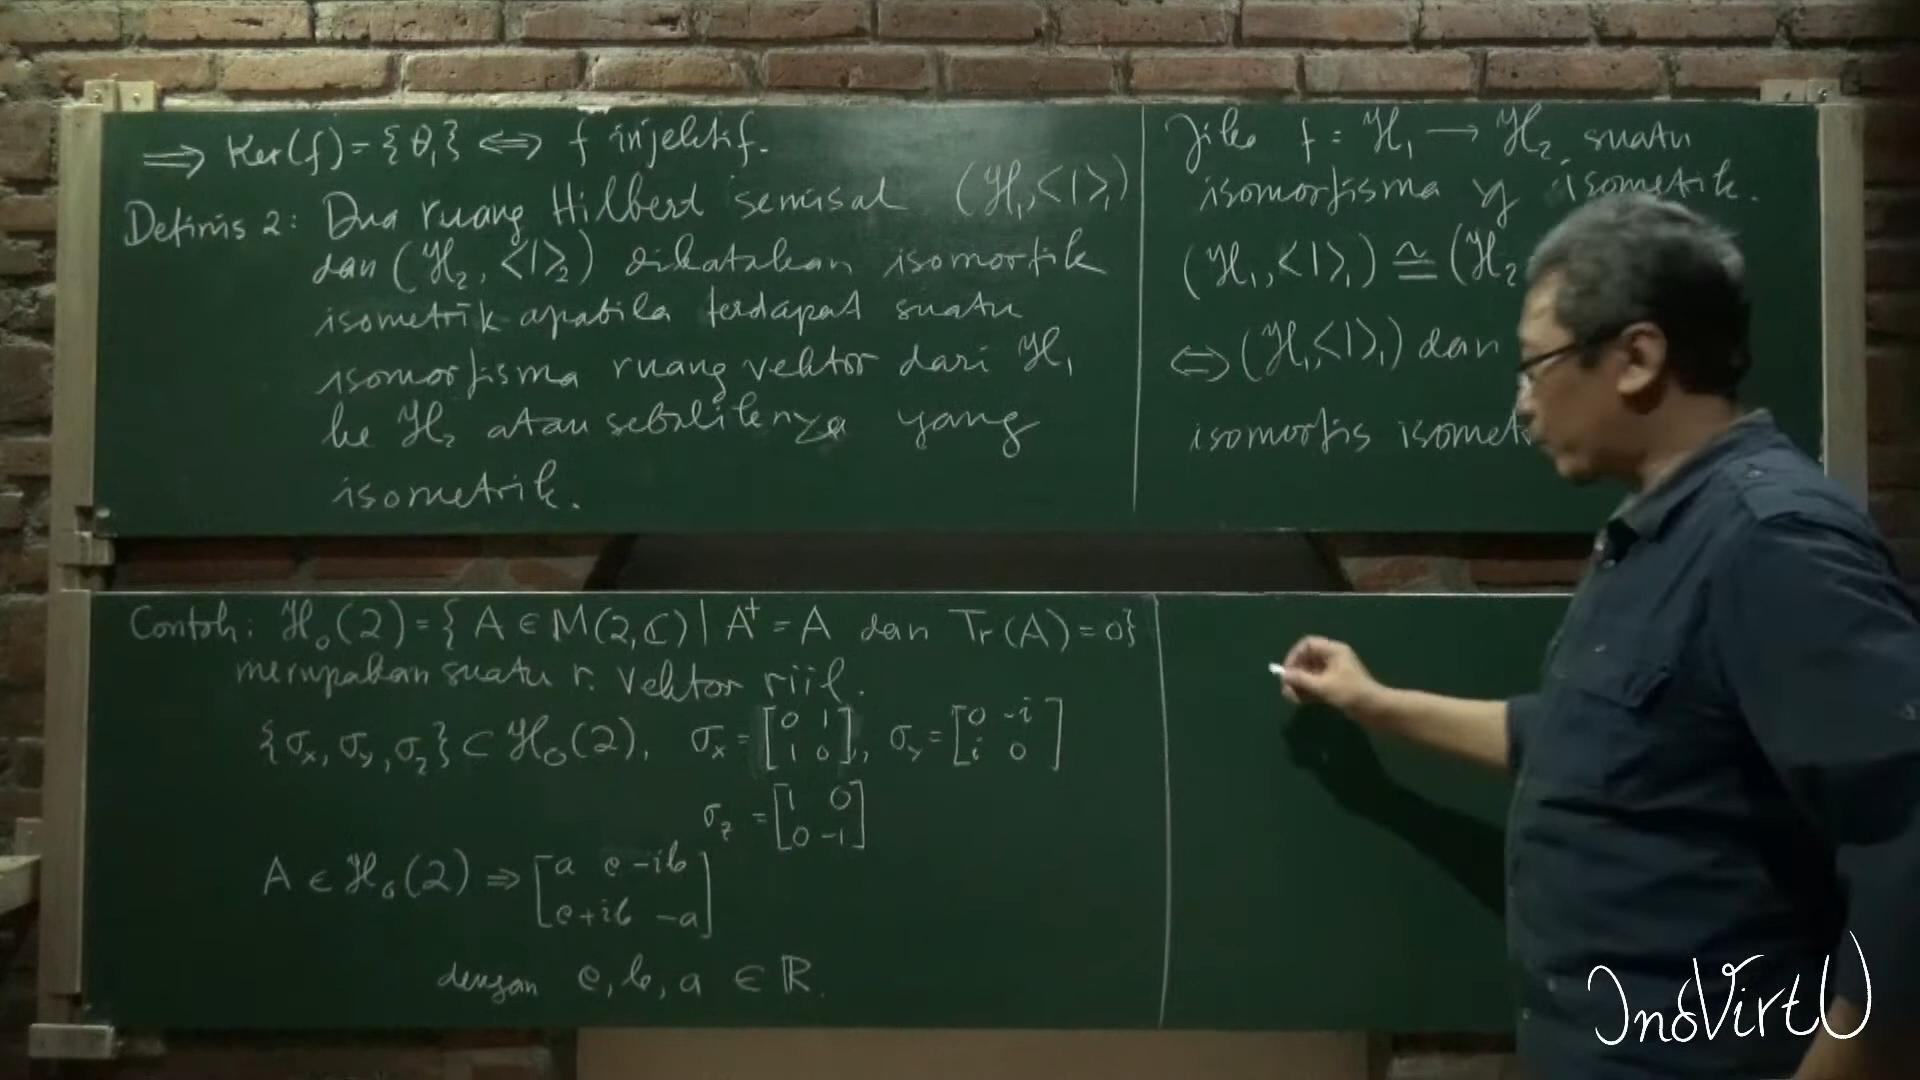 ⇒ Ker(f) = {θ₁} ⇔ f injektif.
Definisi 2: Dua ruang Hilbert semisal (ℋ₁,<|>₁)
dan (ℋ₂, <|>₂) dikatakan isomorfik
isometrik apabila terdapat suatu
isomorfisma ruang vektor dari ℋ₁
ke ℋ₂ atau sebaliknya yang
isometrik.
Jika f : ℋ₁ → ℋ₂ suatu
isomorfisma yg isometrik.
(ℋ₁,<|>₁) ≅ (ℋ₂
⇔ (ℋ₁,<|>₁) dan
isomorfis isomet
Contoh: ℋ₀(2) = { A ∈ M(2,ℂ) | A† = A dan Tr(A) = 0}
merupakan suatu r. vektor riil.
{σₓ, σ_y, σ_z} ⊂ ℋ₀(2), σₓ = [0 1; 1 0], σ_y = [0 -i; i 0]
σ_z = [1 0; 0 -1]
A ∈ ℋ₀(2) ⇒ [a e-ib; e+ib -a]
dengan e, b, a ∈ ℝ.
InoVirtU